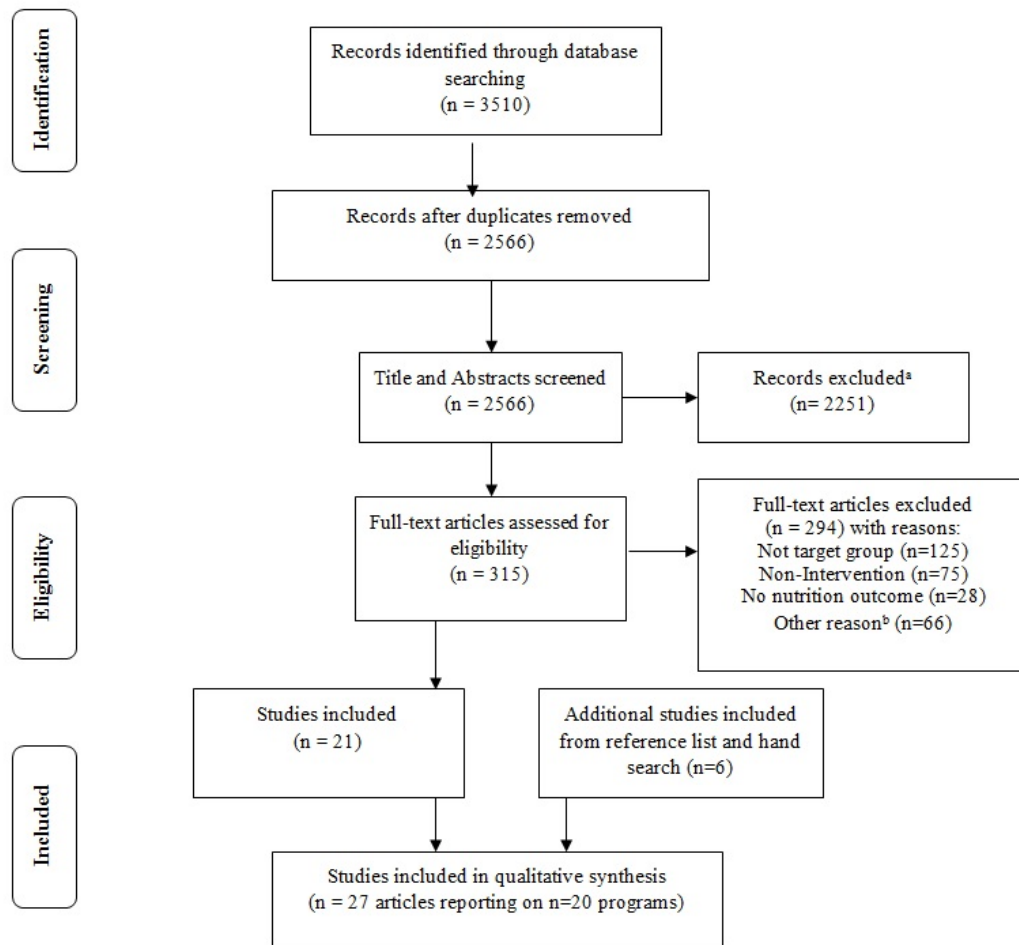 Identification
Records identified through database
searching
(n = 3510)
Records after duplicates removed
(n = 2566)
Screening
Title and Abstracts screened
(n = 2566)
Records excludedᵃ
(n= 2251)
Eligibility
Full-text articles assessed for
eligibility
(n = 315)
Full-text articles excluded
(n = 294) with reasons:
Not target group (n=125)
Non-Intervention (n=75)
No nutrition outcome (n=28)
Other reasonᵇ (n=66)
Included
Studies included
(n = 21)
Additional studies included
from reference list and hand
search (n=6)
Studies included in qualitative synthesis
(n = 27 articles reporting on n=20 programs)